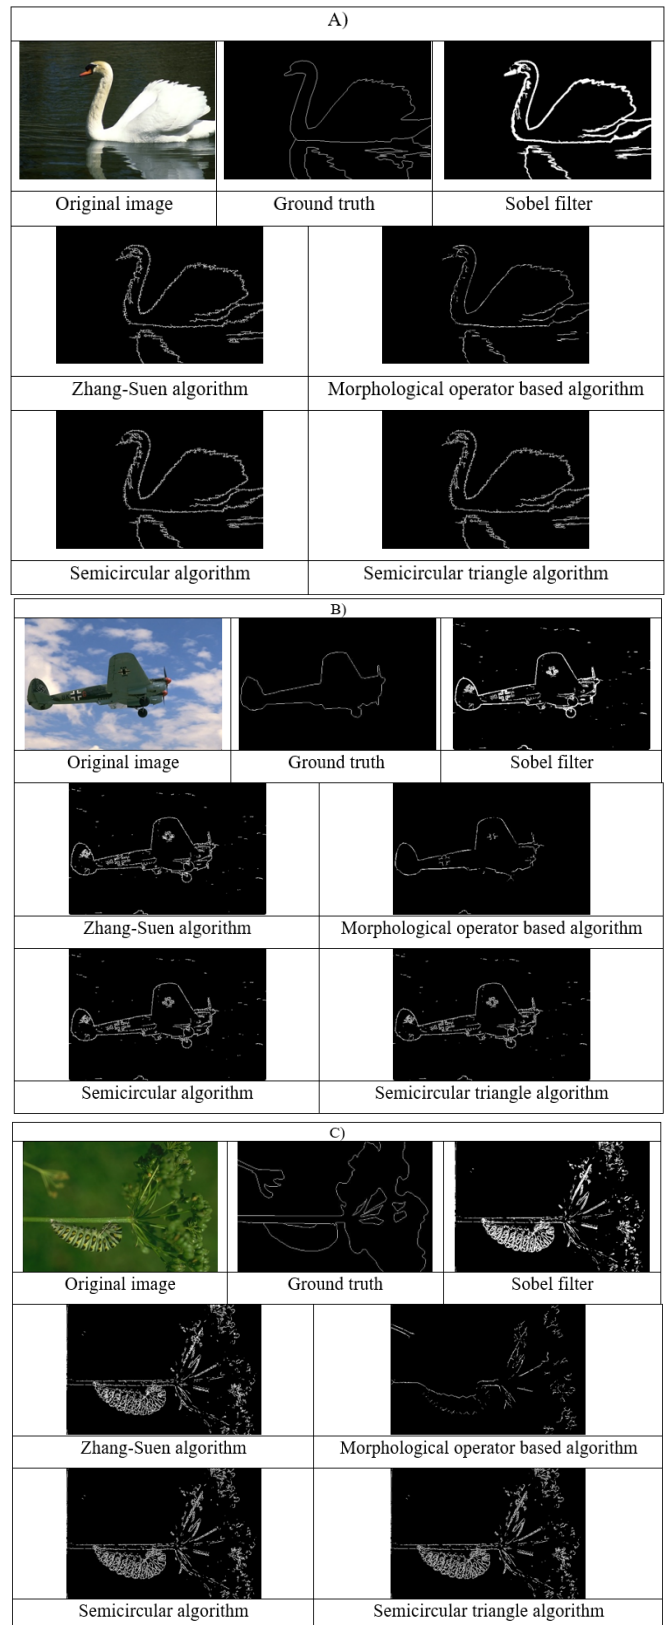 A)
Original image
Ground truth
Sobel filter
Zhang-Suen algorithm
Morphological operator based algorithm
Semicircular algorithm
Semicircular triangle algorithm
B)
Original image
Ground truth
Sobel filter
Zhang-Suen algorithm
Morphological operator based algorithm
Semicircular algorithm
Semicircular triangle algorithm
C)
Original image
Ground truth
Sobel filter
Zhang-Suen algorithm
Morphological operator based algorithm
Semicircular algorithm
Semicircular triangle algorithm